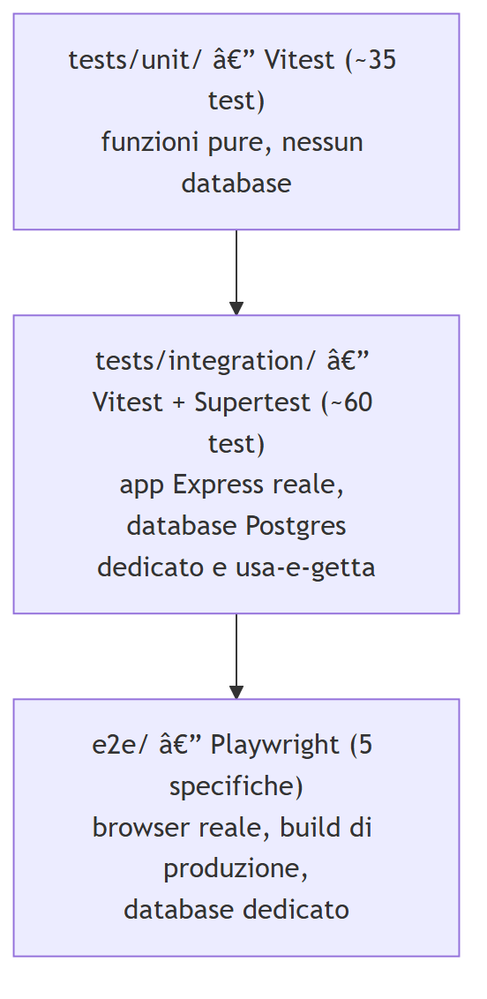 tests/unit/ â€” Vitest (~35
test)
funzioni pure, nessun
database
tests/integration/ â€”
Vitest + Supertest (~60
test)
app Express reale,
database Postgres
dedicato e usa-e-getta
e2e/ â€” Playwright (5
specifiche)
browser reale, build di
produzione,
database dedicato